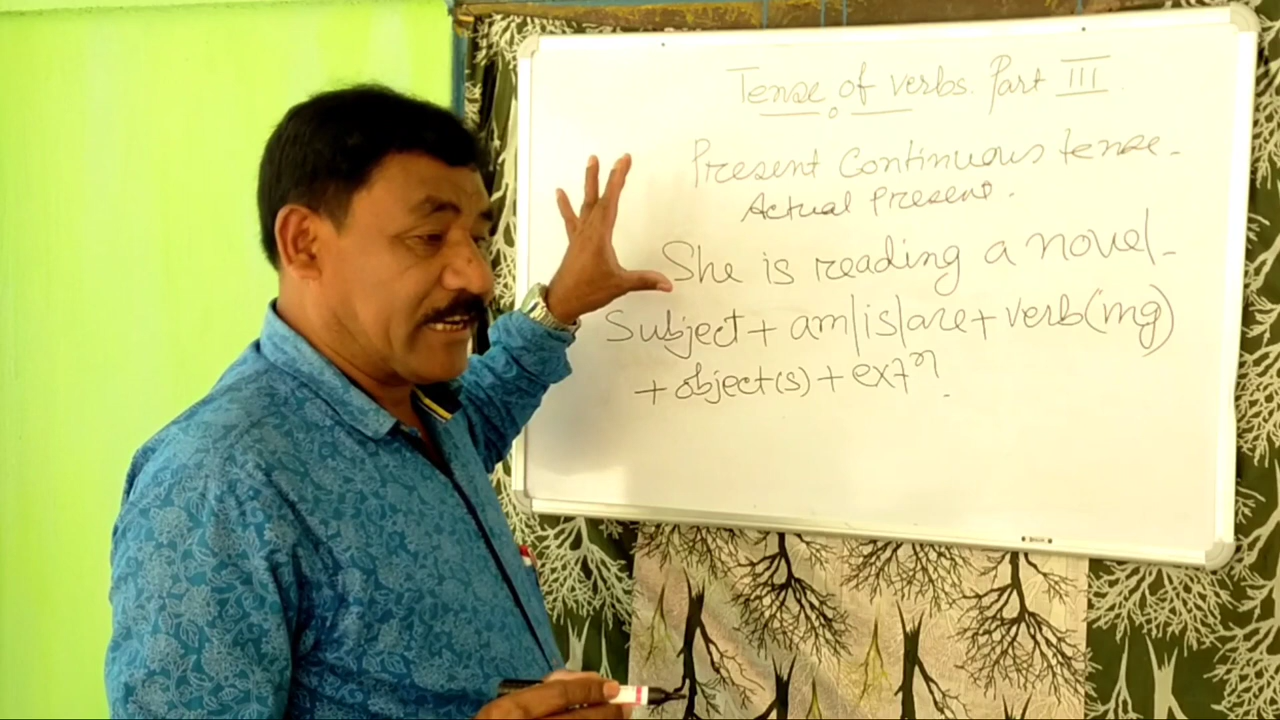 Tense of verbs. Part III
Present Continuous tense.
Actual Present.
She is reading a novel.
Subject + am/is/are + verb(ing)
+ object(s) + extn.